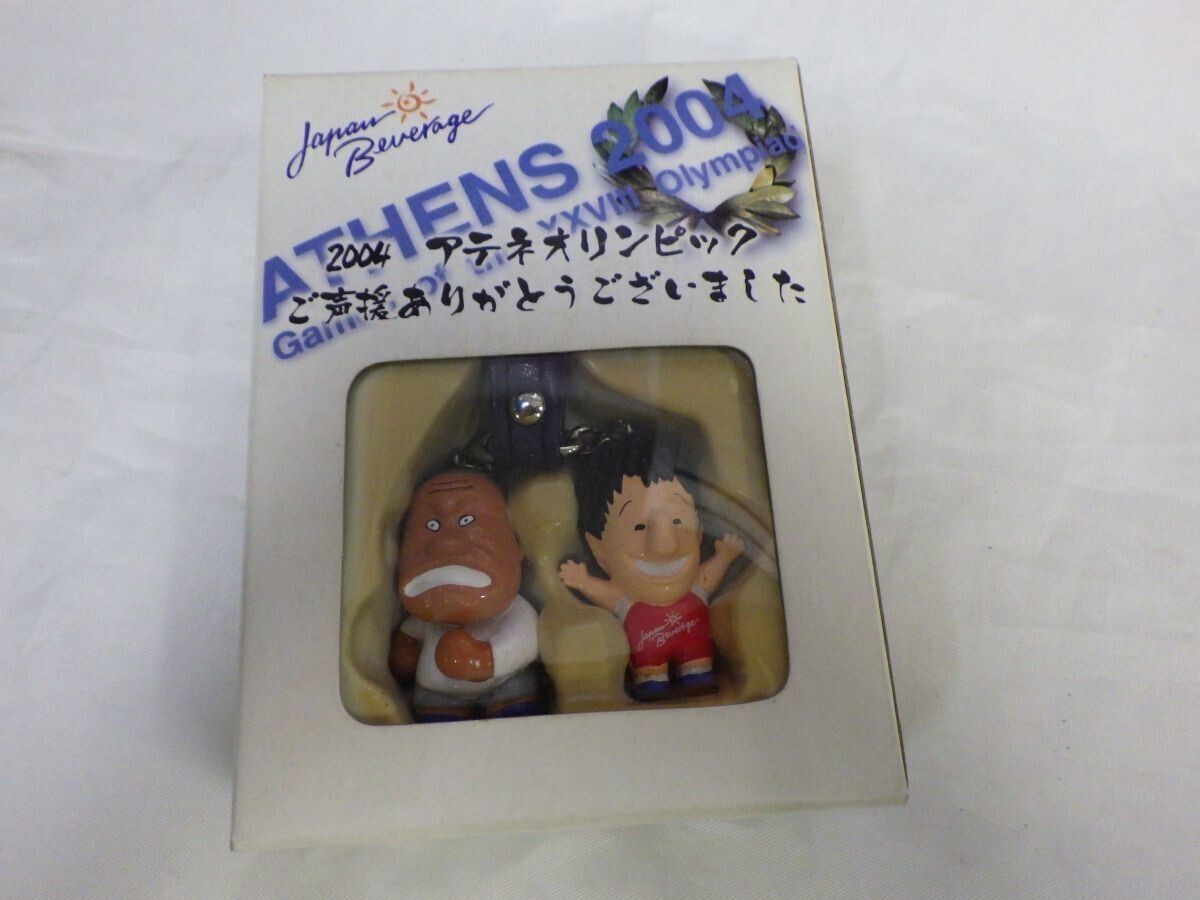 Japan
Beverage
ATHENS 2004
Games of the XXVIII Olympiad
2004 アテネオリンピック
ご声援ありがとうございました
Japan
Beverage